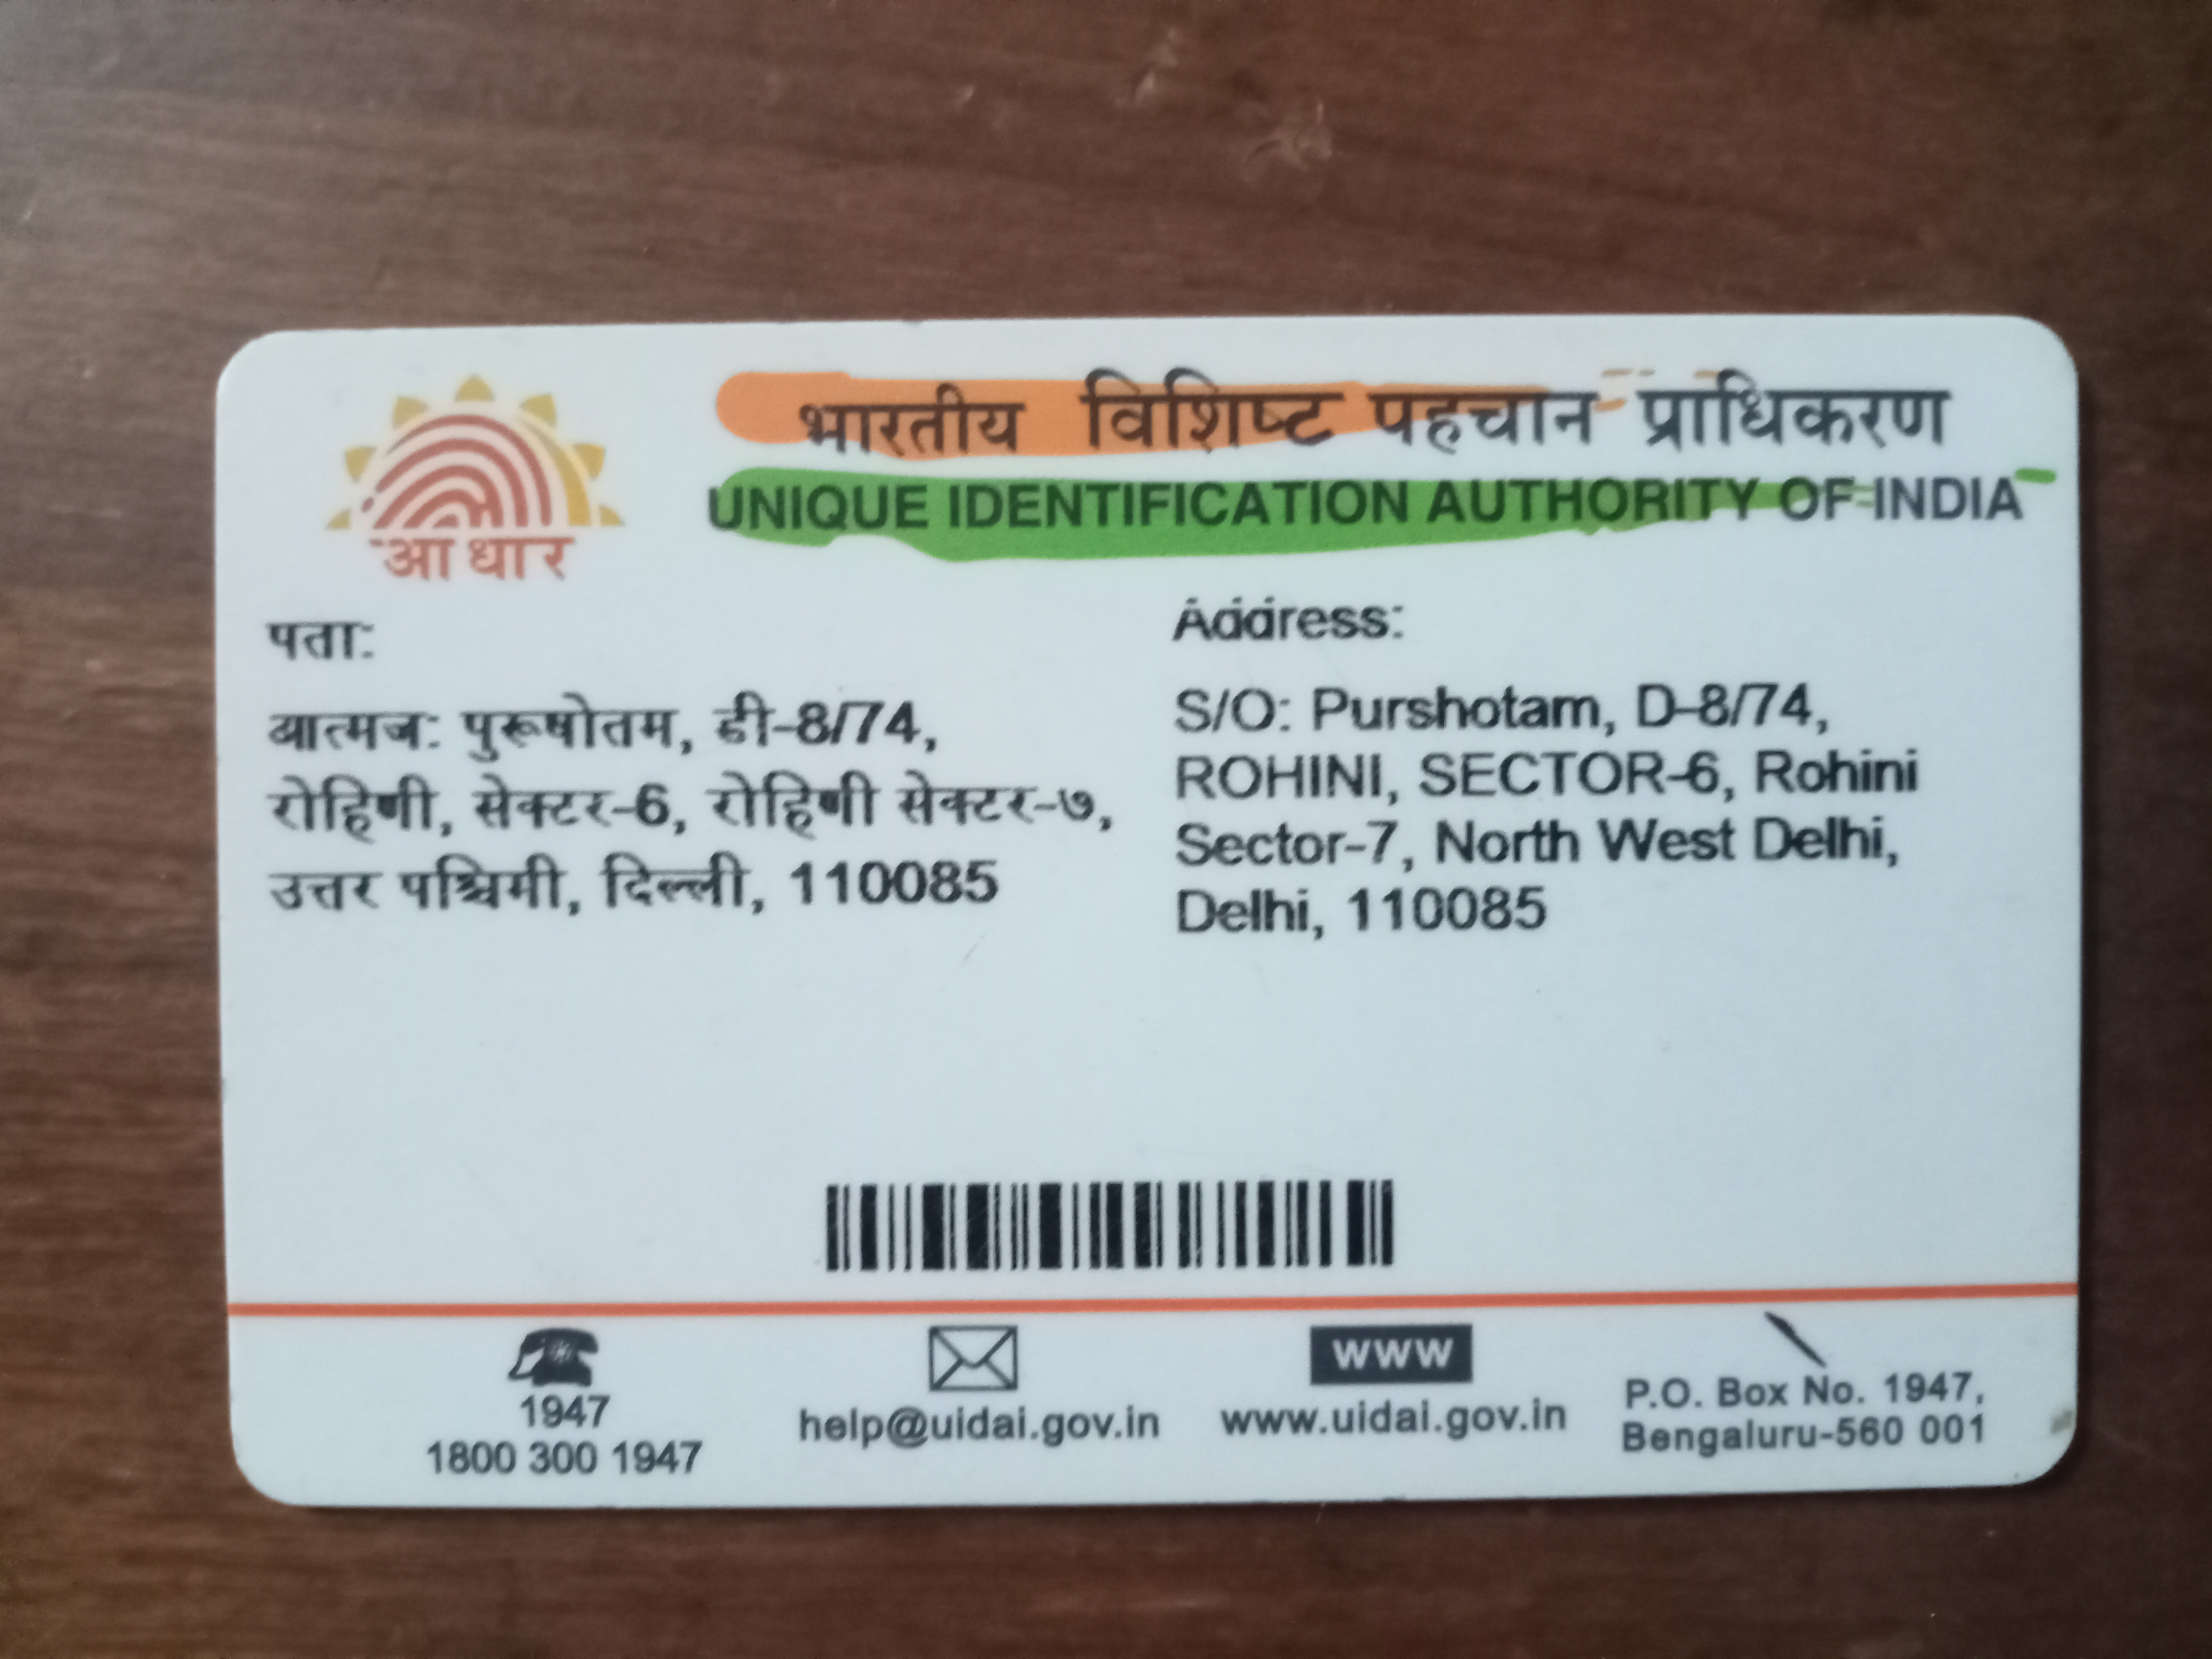 भारतीय विशिष्ट पहचान प्राधिकरण
UNIQUE IDENTIFICATION AUTHORITY OF INDIA
आधार
पता:
आत्मज: पुरूषोतम, डी-8/74,
रोहिणी, सेक्टर-6, रोहिणी सेक्टर-७,
उत्तर पश्चिमी, दिल्ली, 110085
Address:
S/O: Purshotam, D-8/74,
ROHINI, SECTOR-6, Rohini
Sector-7, North West Delhi,
Delhi, 110085
1947
1800 300 1947
help@uidai.gov.in
WWW
www.uidai.gov.in
P.O. Box No. 1947,
Bengaluru-560 001